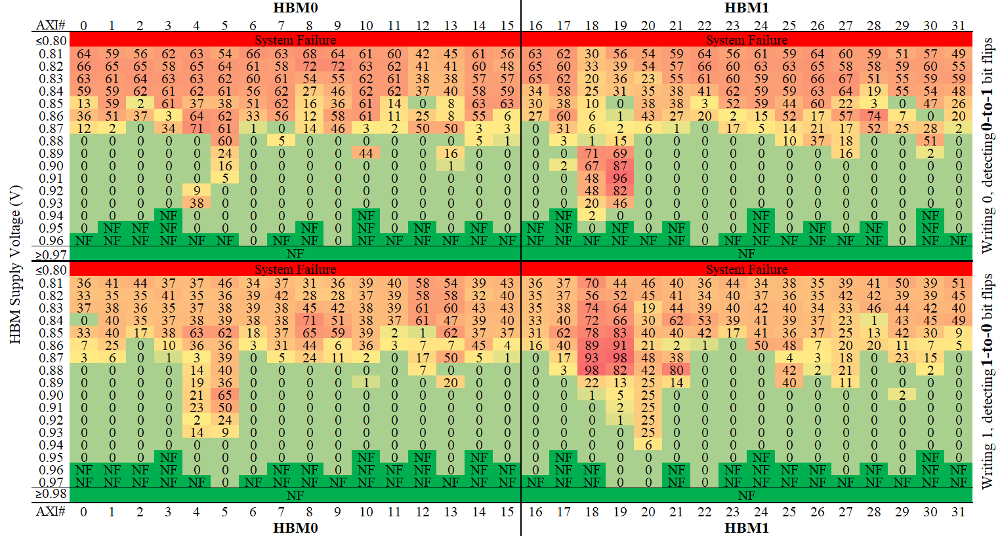 HBM0 HBM1
AXI# 0 1 2 3 4 5 6 7 8 9 10 11 12 13 14 15 16 17 18 19 20 21 22 23 24 25 26 27 28 29 30 31
≤0.80 System Failure System Failure
0.81 64 59 56 62 63 54 66 63 68 64 61 60 42 45 61 56 63 62 30 56 54 59 64 56 61 59 64 60 59 51 57 49
0.82 66 65 65 58 65 64 61 58 72 72 63 62 41 41 60 48 65 60 33 39 54 57 66 60 63 63 65 58 58 59 60 55
0.83 63 61 64 63 63 62 60 61 54 55 62 61 38 38 57 57 65 62 20 36 23 55 61 60 59 60 66 67 51 55 59 59
0.84 59 59 62 61 62 61 56 62 27 46 62 61 37 40 58 59 34 58 25 31 35 38 41 62 59 59 63 64 19 55 54 48
0.85 13 59 2 61 37 38 51 62 16 36 61 14 0 8 63 63 30 38 10 0 38 38 3 52 59 44 60 22 3 0 47 26
0.86 36 51 37 3 64 62 33 56 12 58 61 11 25 8 55 6 27 60 6 1 43 27 20 2 15 52 17 57 74 7 0 20
0.87 12 2 0 34 71 61 1 0 14 46 3 2 50 50 3 3 0 31 6 2 6 1 0 17 5 14 21 17 52 25 28 2
0.88 0 0 0 0 0 60 0 5 0 0 0 0 0 0 5 1 0 3 1 15 0 0 0 0 0 10 37 18 0 0 51 0
0.89 0 0 0 0 0 24 0 0 0 0 44 0 0 16 0 0 0 0 71 69 0 0 0 0 0 0 0 16 0 0 2 0
0.90 0 0 0 0 0 16 0 0 0 0 0 0 0 1 0 0 0 2 67 87 0 0 0 0 0 0 0 0 0 0 0 0
0.91 0 0 0 0 0 5 0 0 0 0 0 0 0 0 0 0 0 0 48 96 0 0 0 0 0 0 0 0 0 0 0 0
0.92 0 0 0 0 9 0 0 0 0 0 0 0 0 0 0 0 0 0 48 82 0 0 0 0 0 0 0 0 0 0 0 0
0.93 0 0 0 0 38 0 0 0 0 0 0 0 0 0 0 0 0 0 20 46 0 0 0 0 0 0 0 0 0 0 0 0
0.94 0 0 0 NF 0 0 0 0 0 0 NF 0 0 0 0 0 0 NF 2 0 0 0 0 0 NF 0 0 0 0 0 NF 0
0.95 0 NF NF NF 0 0 0 0 NF 0 NF 0 NF 0 NF 0 NF NF 0 NF 0 NF 0 0 NF 0 NF 0 NF 0 NF 0
0.96 NF NF NF NF NF NF 0 NF NF 0 NF NF NF NF NF NF NF NF 0 NF 0 NF 0 NF NF NF NF NF NF 0 NF NF
≥0.97 NF NF
≤0.80 System Failure System Failure
0.81 36 41 44 37 37 46 34 37 31 36 39 40 58 54 39 43 36 37 70 44 46 40 36 44 34 38 35 39 41 50 39 51
0.82 33 35 35 41 35 36 39 42 28 28 37 39 58 58 32 40 35 37 56 52 45 41 34 40 37 36 35 42 42 39 39 45
0.83 37 38 36 35 37 38 39 38 45 42 38 39 61 60 43 43 35 38 74 64 19 44 39 40 42 40 34 33 46 44 42 40
0.84 0 40 35 37 38 39 38 38 71 51 38 37 61 47 39 40 33 40 72 66 30 62 53 39 41 39 37 23 1 43 45 49
0.85 33 40 17 38 63 62 18 37 65 59 39 2 1 62 37 37 31 62 78 83 40 40 42 17 41 36 37 25 13 42 30 9
0.86 7 25 0 10 36 36 3 31 44 6 36 3 7 7 45 4 16 40 89 91 21 2 1 0 50 48 7 20 20 11 7 5
0.87 3 6 0 1 3 39 0 5 24 11 2 0 17 50 5 1 0 17 93 98 48 38 0 0 0 4 3 18 0 23 15 0
0.88 0 0 0 0 14 40 0 0 0 0 0 0 7 0 0 0 0 3 98 82 42 80 0 0 0 42 2 21 0 0 2 0
0.89 0 0 0 0 19 36 0 0 0 0 1 0 0 20 0 0 0 0 22 13 25 14 0 0 0 40 0 11 0 0 0 0
0.90 0 0 0 0 21 65 0 0 0 0 0 0 0 0 0 0 0 0 1 5 25 0 0 0 0 0 0 0 0 2 0 0
0.91 0 0 0 0 23 50 0 0 0 0 0 0 0 0 0 0 0 0 0 2 25 0 0 0 0 0 0 0 0 0 0 0
0.92 0 0 0 0 2 24 0 0 0 0 0 0 0 0 0 0 0 0 0 1 25 0 0 0 0 0 0 0 0 0 0 0
0.93 0 0 0 0 14 9 0 0 0 0 0 0 0 0 0 0 0 0 0 0 25 0 0 0 0 0 0 0 0 0 0 0
0.94 0 0 0 0 0 0 0 0 0 0 0 0 0 0 0 0 0 0 0 0 6 0 0 0 0 0 0 0 0 0 0 0
0.95 0 0 0 NF 0 0 0 0 0 0 NF 0 NF 0 NF 0 0 NF 0 0 0 0 0 0 NF 0 0 0 0 0 NF 0
0.96 NF NF NF NF 0 0 0 NF NF 0 NF NF NF 0 NF NF 0 NF NF 0 0 NF 0 NF NF NF NF NF NF 0 NF NF
0.97 NF NF NF NF NF 0 NF NF NF NF NF NF NF NF NF NF NF NF NF 0 0 NF 0 NF NF NF NF NF NF NF NF NF
≥0.98 NF NF
AXI# 0 1 2 3 4 5 6 7 8 9 10 11 12 13 14 15 16 17 18 19 20 21 22 23 24 25 26 27 28 29 30 31
HBM0 HBM1
HBM Supply Voltage (V)
Writing 0, detecting 0-to-1 bit flips
Writing 1, detecting 1-to-0 bit flips